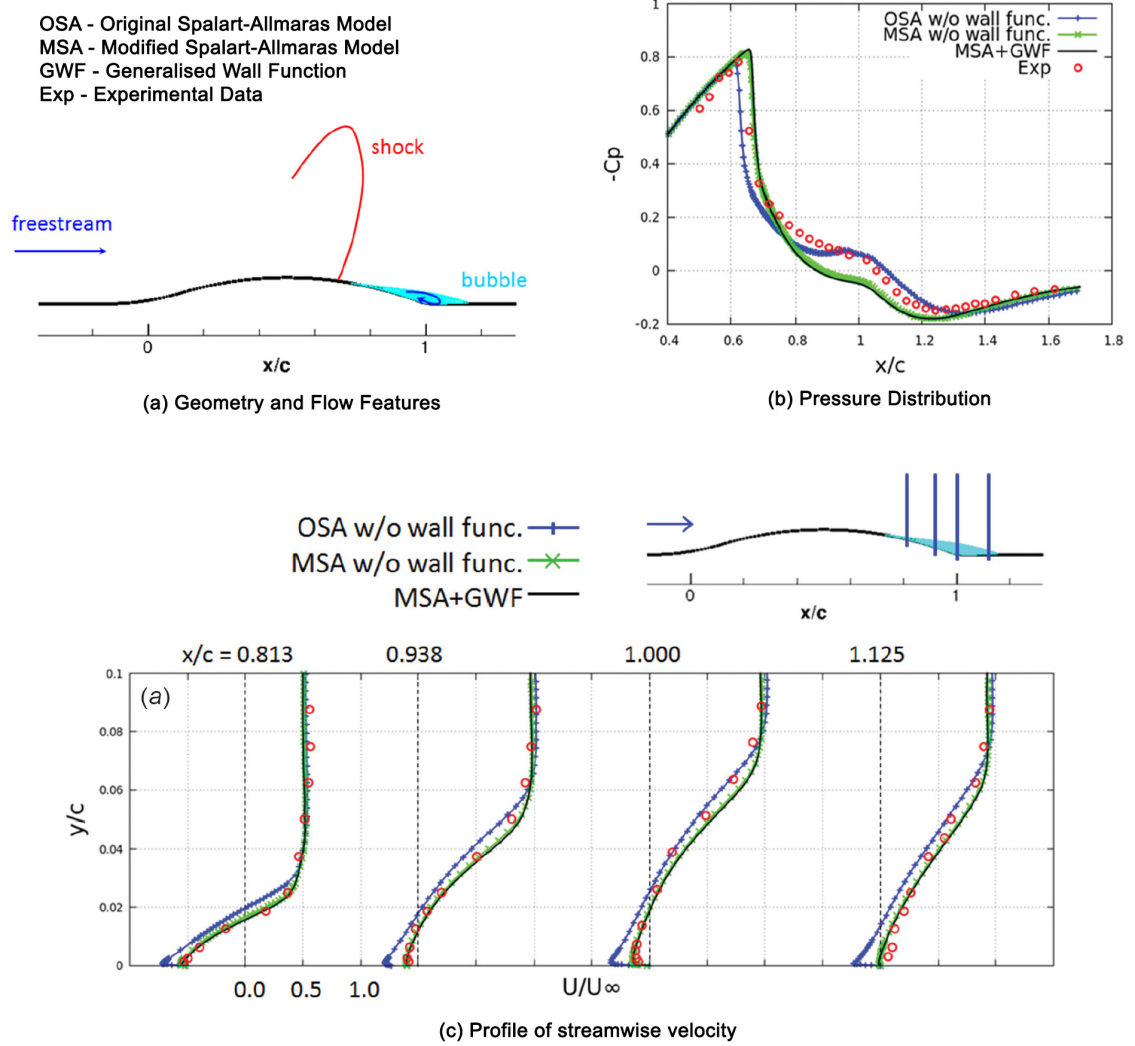 OSA - Original Spalart-Allmaras Model
MSA - Modified Spalart-Allmaras Model
GWF - Generalised Wall Function
Exp - Experimental Data
shock
freestream
bubble
0 1
x/c
(a) Geometry and Flow Features
-1
0.8
0.6
0.4
0.2
0
-0.2
-Cp
OSA w/o wall func.
MSA w/o wall func.
MSA+GWF
Exp
0.4 0.6 0.8 1 1.2 1.4 1.6 1.8
x/c
(b) Pressure Distribution
OSA w/o wall func.
MSA w/o wall func.
MSA+GWF
0 1
x/c
x/c = 0.813 0.938 1.000 1.125
(a)
0.1
0.08
0.06
0.04
0.02
0
y/c
0.0 0.5 1.0 U/U∞
(c) Profile of streamwise velocity